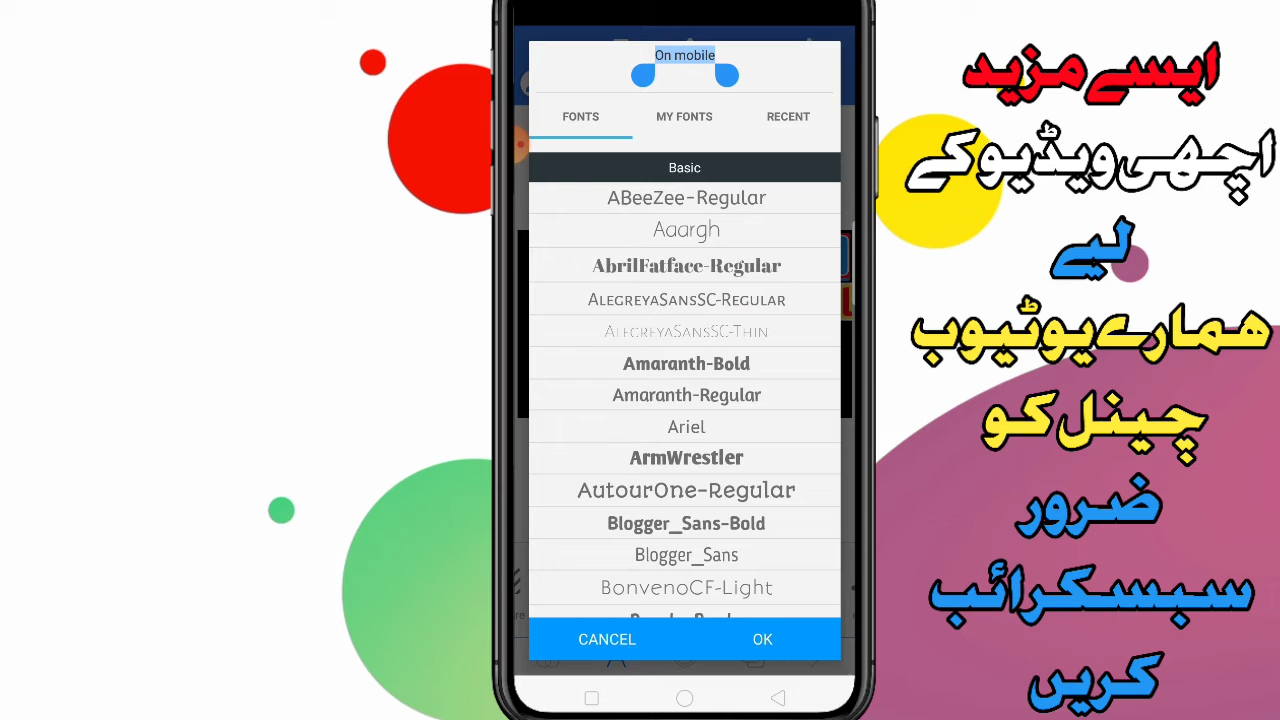 On mobile
FONTS MY FONTS RECENT
Basic
ABeeZee-Regular
Aaargh
AbrilFatface-Regular
AlegreyaSansSC-Regular
AlegreyaSansSC-Thin
Amaranth-Bold
Amaranth-Regular
Ariel
ArmWrestler
AutourOne-Regular
Blogger_Sans-Bold
Blogger_Sans
BonvenoCF-Light
CANCEL OK
ایسے مزید
اچھی ویڈیو کے
لیے
ھمارے یوٹیوب
چینل کو
ضرور
سبسکرائب
کریں